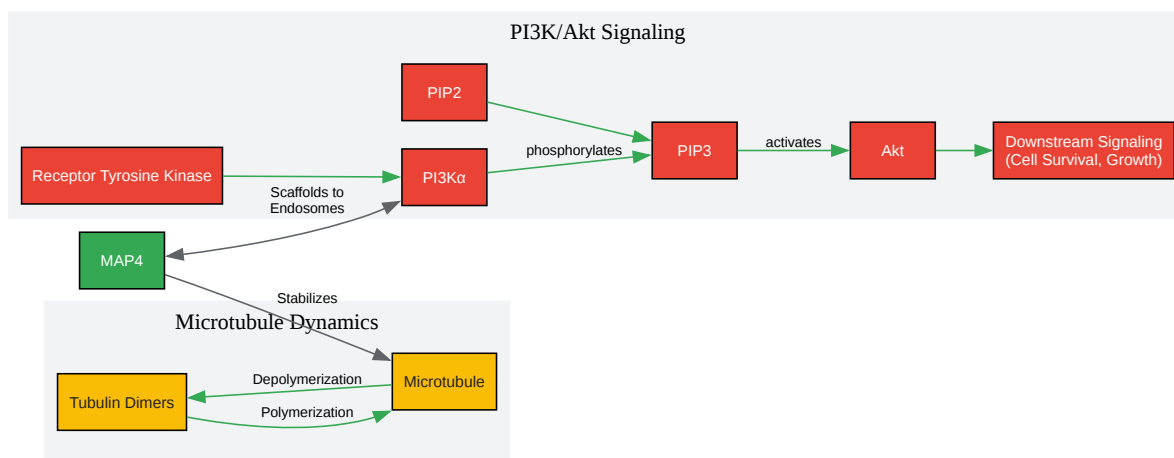 PI3K/Akt Signaling
PIP2
Receptor Tyrosine Kinase
PI3Kα
phosphorylates
PIP3
activates
Akt
Downstream Signaling
(Cell Survival, Growth)
Scaffolds to
Endosomes
MAP4
Stabilizes
Microtubule Dynamics
Tubulin Dimers
Depolymerization
Polymerization
Microtubule